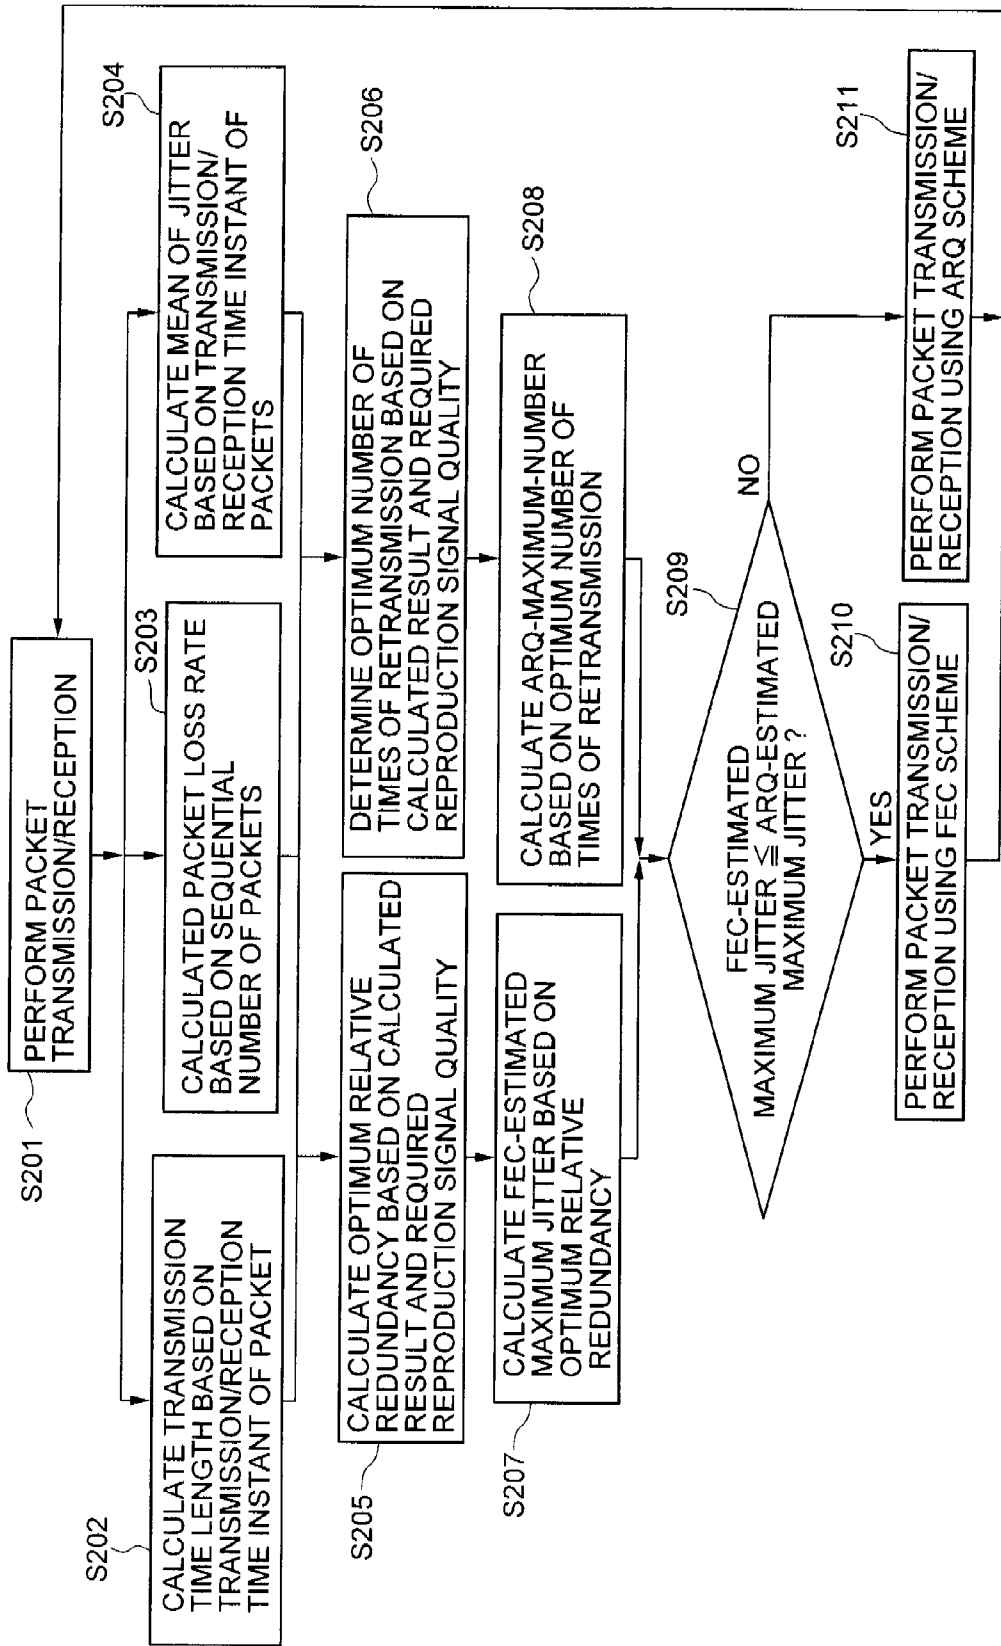 S201
PERFORM PACKET
TRANSMISSION/RECEPTION
S202
CALCULATE TRANSMISSION
TIME LENGTH BASED ON
TRANSMISSION/RECEPTION
TIME INSTANT OF PACKET
S203
CALCULATED PACKET LOSS RATE
BASED ON SEQUENTIAL
NUMBER OF PACKETS
S204
CALCULATE MEAN OF JITTER
BASED ON TRANSMISSION/
RECEPTION TIME INSTANT OF
PACKETS
S205
CALCULATE OPTIMUM RELATIVE
REDUNDANCY BASED ON CALCULATED
RESULT AND REQUIRED
REPRODUCTION SIGNAL QUALITY
S206
DETERMINE OPTIMUM NUMBER OF
TIMES OF RETRANSMISSION BASED ON
CALCULATED RESULT AND REQUIRED
REPRODUCTION SIGNAL QUALITY
S207
CALCULATE FEC-ESTIMATED
MAXIMUM JITTER BASED ON
OPTIMUM RELATIVE
REDUNDANCY
S208
CALCULATE ARQ-MAXIMUM-NUMBER
BASED ON OPTIMUM NUMBER OF
TIMES OF RETRANSMISSION
S209
FEC-ESTIMATED
MAXIMUM JITTER ≦ ARQ-ESTIMATED
MAXIMUM JITTER ?
NO
YES
S210
PERFORM PACKET TRANSMISSION/
RECEPTION USING FEC SCHEME
S211
PERFORM PACKET TRANSMISSION/
RECEPTION USING ARQ SCHEME